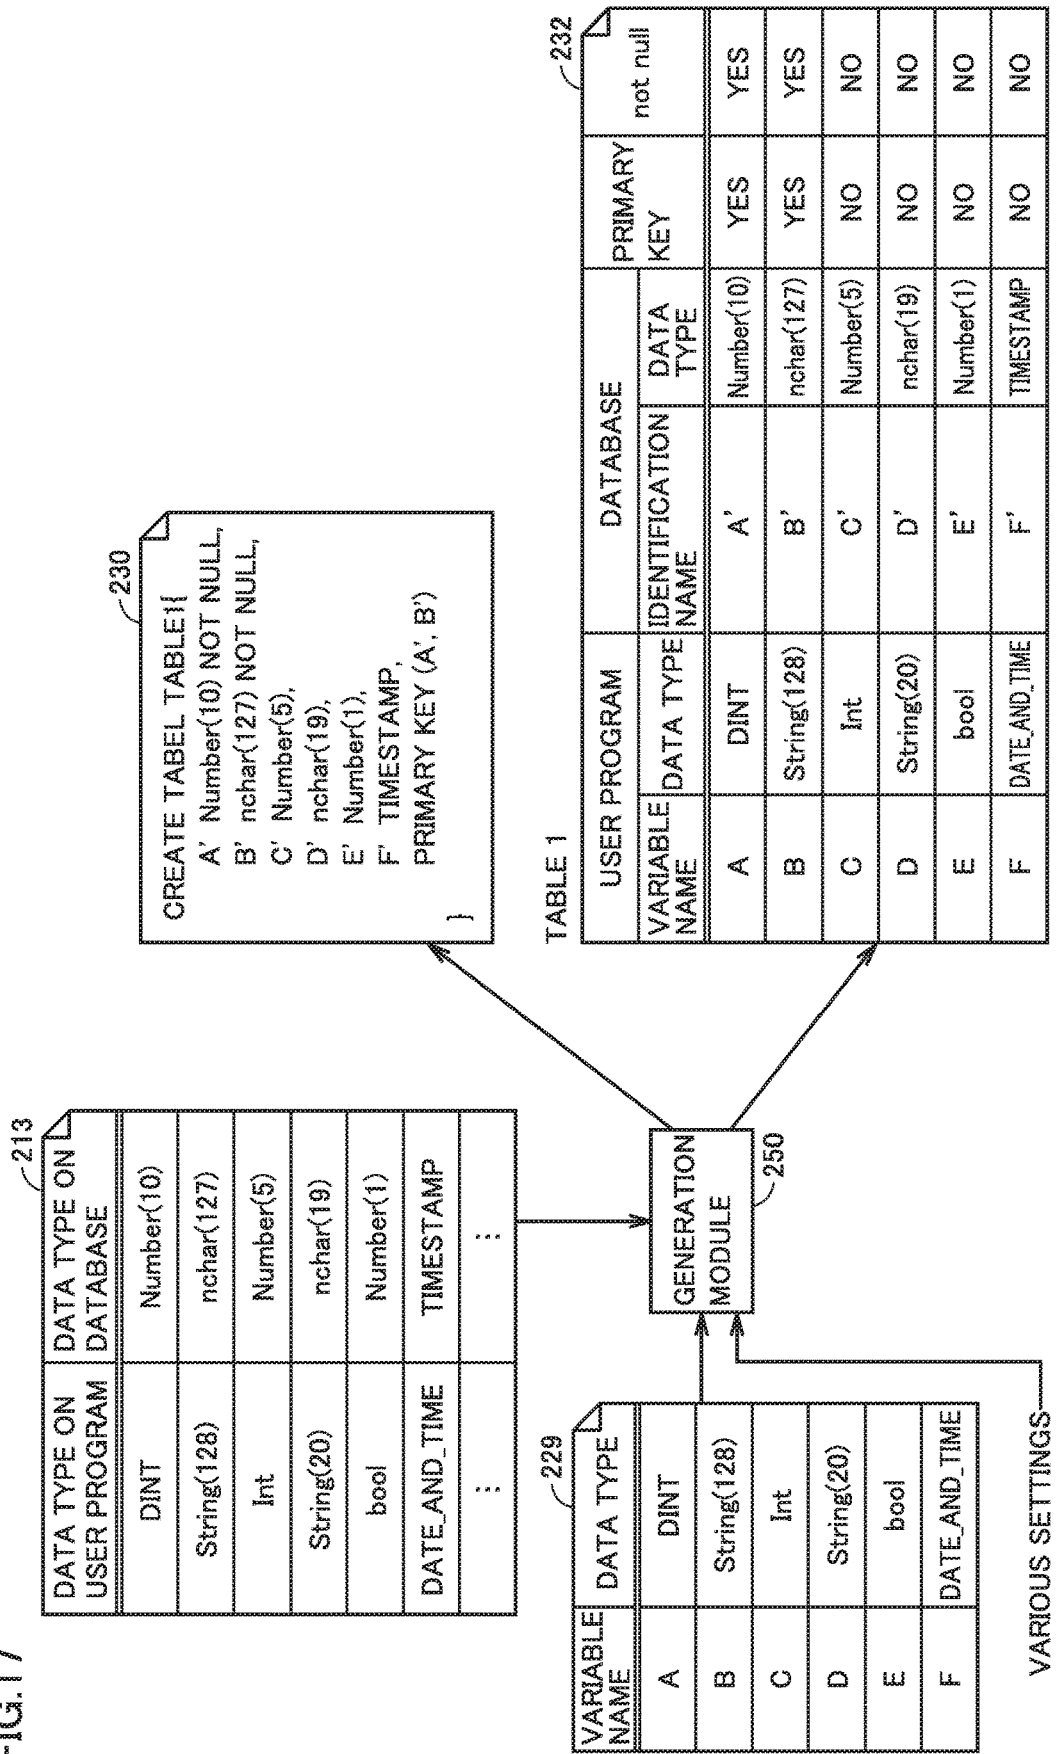 FIG.17
213
DATA TYPE ON USER PROGRAM DATA TYPE ON DATABASE
DINT Number(10)
String(128) nchar(127)
Int Number(5)
String(20) nchar(19)
bool Number(1)
DATE_AND_TIME TIMESTAMP
⋮ ⋮
229
VARIABLE NAME DATA TYPE
A DINT
B String(128)
C Int
D String(20)
E bool
F DATE_AND_TIME
VARIOUS SETTINGS
GENERATION
MODULE
250
230
CREATE TABEL TABLE1{
A' Number(10) NOT NULL,
B' nchar(127) NOT NULL,
C' Number(5),
D' nchar(19),
E' Number(1),
F' TIMESTAMP,
PRIMARY KEY (A', B')
}
TABLE 1
232
USER PROGRAM DATABASE PRIMARY KEY not null
VARIABLE NAME DATA TYPE IDENTIFICATION NAME DATA TYPE
A DINT A' Number(10) YES YES
B String(128) B' nchar(127) YES YES
C Int C' Number(5) NO NO
D String(20) D' nchar(19) NO NO
E bool E' Number(1) NO NO
F DATE_AND_TIME F' TIMESTAMP NO NO